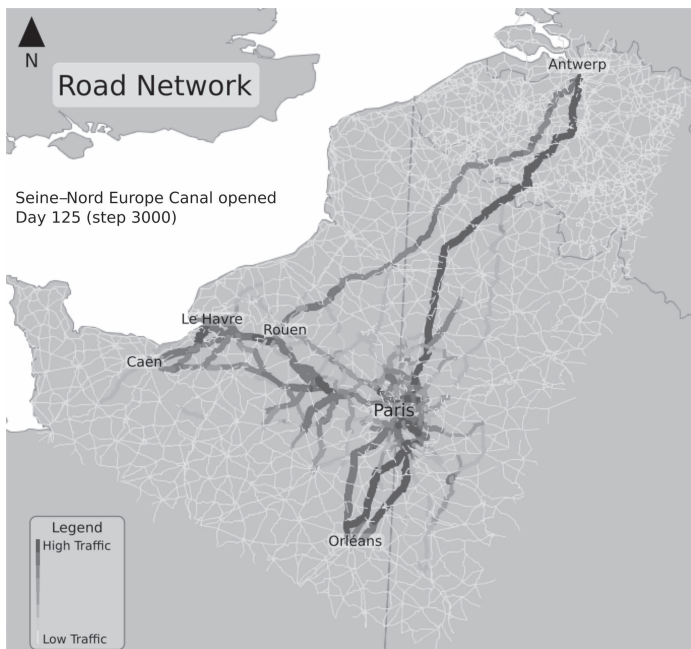 N
Road Network
Antwerp
Seine–Nord Europe Canal opened
Day 125 (step 3000)
Le Havre
Rouen
Caen
Paris
Orléans
Legend
High Traffic
Low Traffic